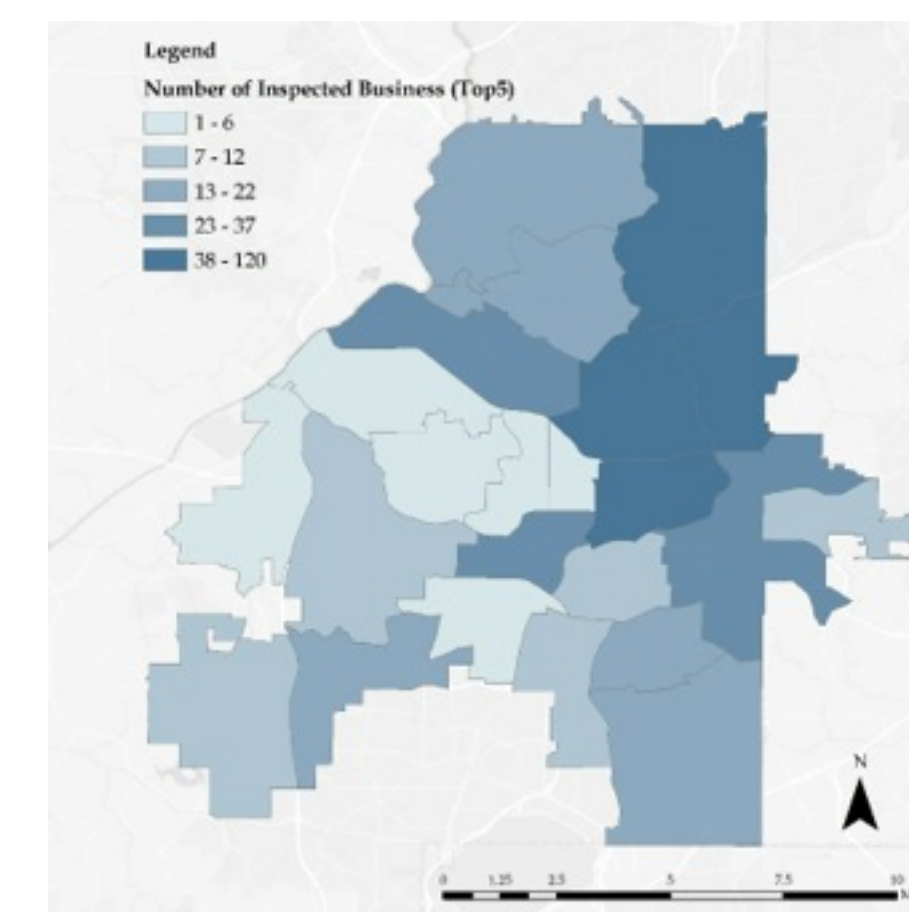 Legend
Number of Inspected Business (Top5)
1 - 6
7 - 12
13 - 22
23 - 37
38 - 120
N
0 1.25 2.5 5 7.5 10